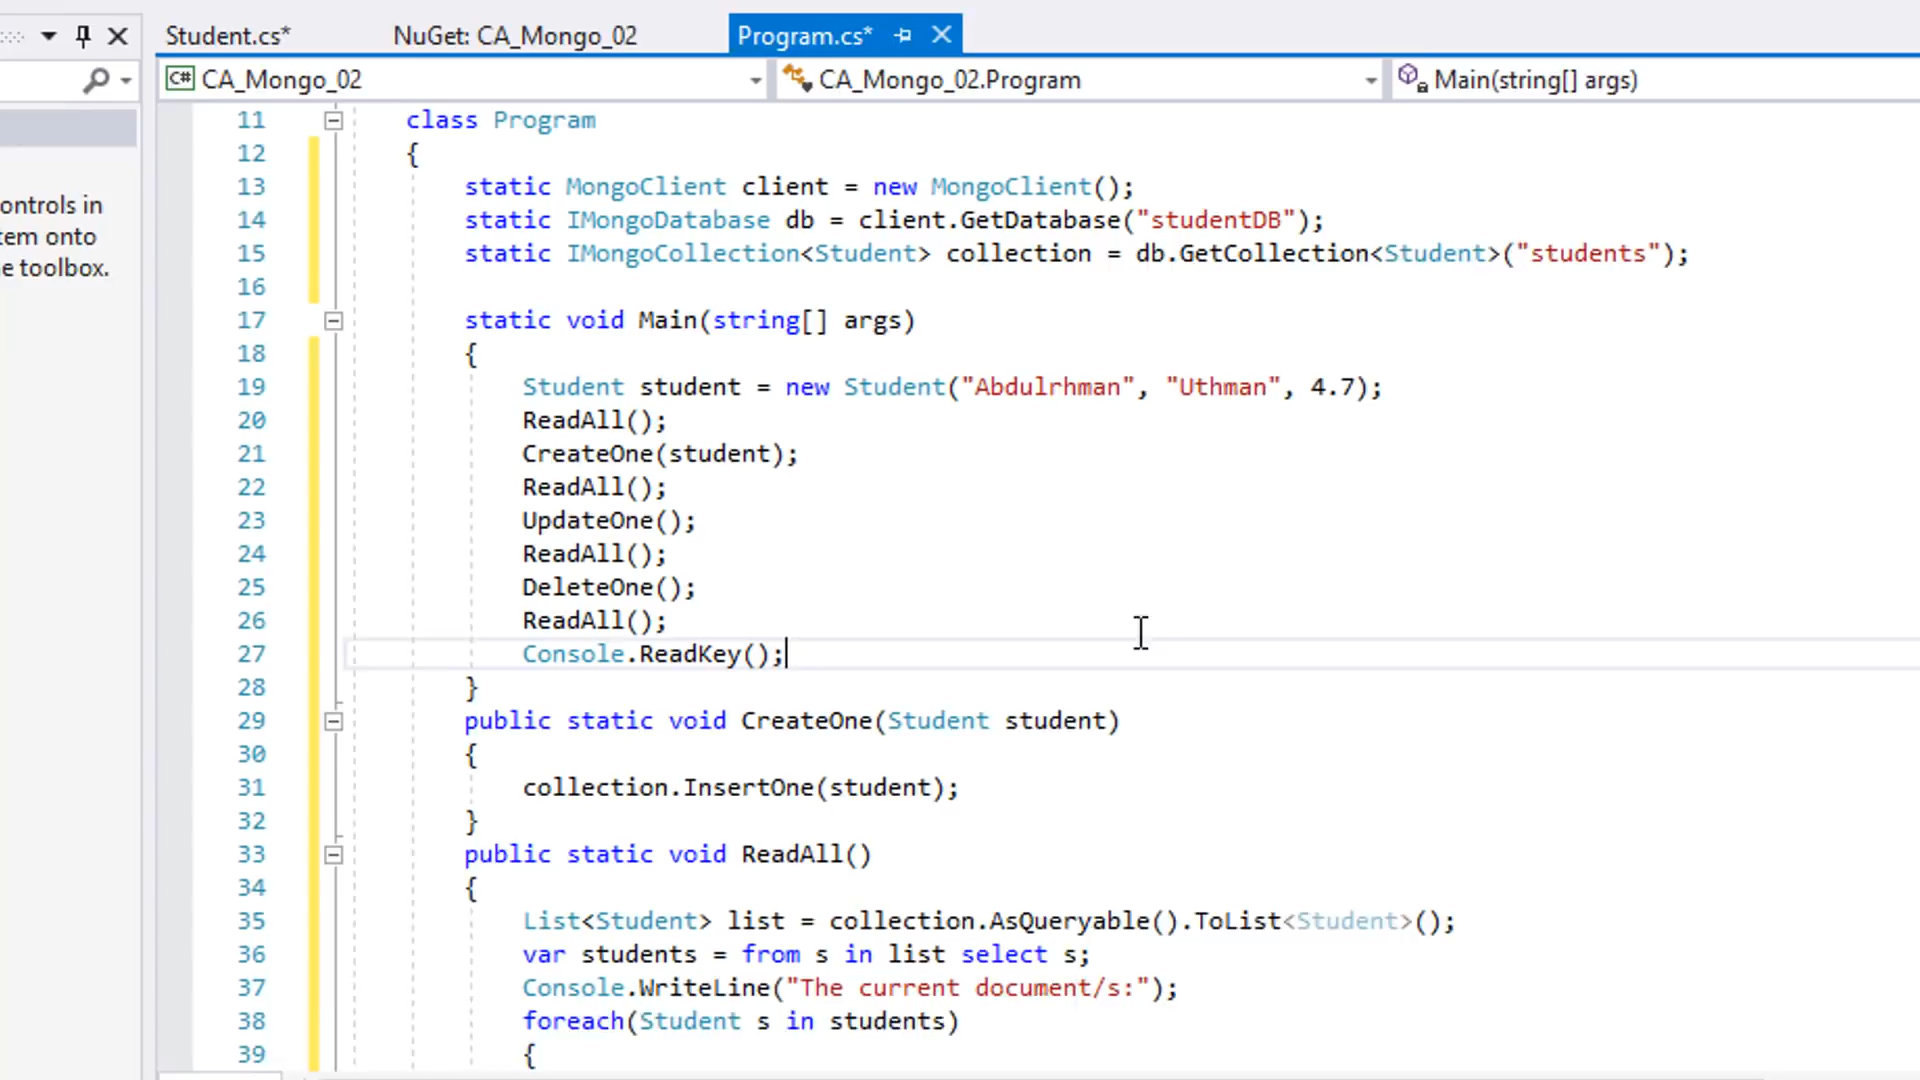 Student.cs*
NuGet: CA_Mongo_02
Program.cs*
C# CA_Mongo_02
CA_Mongo_02.Program
Main(string[] args)
ontrols in
tem onto
e toolbox.
11 class Program
12 {
13 static MongoClient client = new MongoClient();
14 static IMongoDatabase db = client.GetDatabase("studentDB");
15 static IMongoCollection<Student> collection = db.GetCollection<Student>("students");
16
17 static void Main(string[] args)
18 {
19 Student student = new Student("Abdulrhman", "Uthman", 4.7);
20 ReadAll();
21 CreateOne(student);
22 ReadAll();
23 UpdateOne();
24 ReadAll();
25 DeleteOne();
26 ReadAll();
27 Console.ReadKey();
28 }
29 public static void CreateOne(Student student)
30 {
31 collection.InsertOne(student);
32 }
33 public static void ReadAll()
34 {
35 List<Student> list = collection.AsQueryable().ToList<Student>();
36 var students = from s in list select s;
37 Console.WriteLine("The current document/s:");
38 foreach(Student s in students)
39 {